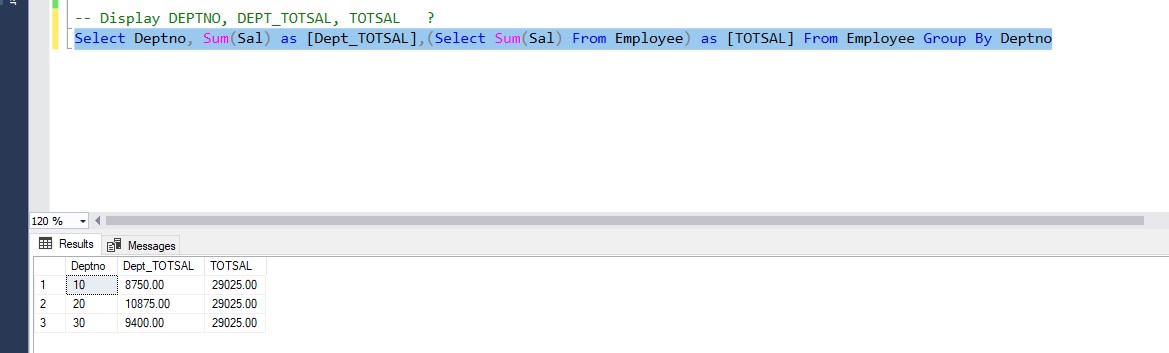 -- Display DEPTNO, DEPT_TOTSAL, TOTSAL ?
Select Deptno, Sum(Sal) as [Dept_TOTSAL],(Select Sum(Sal) From Employee) as [TOTSAL] From Employee Group By Deptno
120 %
Results Messages
Deptno Dept_TOTSAL TOTSAL
1 10 8750.00 29025.00
2 20 10875.00 29025.00
3 30 9400.00 29025.00